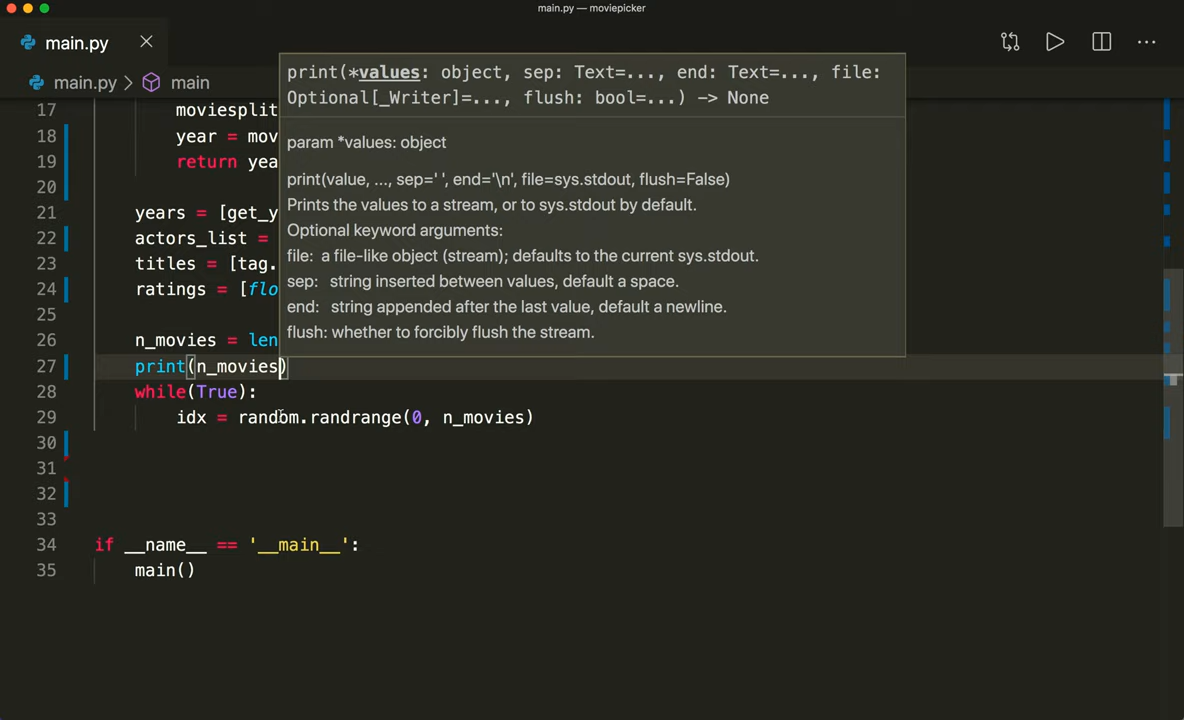 main.py — moviepicker
main.py
main.py > main
print(*values: object, sep: Text=..., end: Text=..., file:
Optional[_Writer]=..., flush: bool=...) -> None
param *values: object
print(value, ..., sep=' ', end='\n', file=sys.stdout, flush=False)
Prints the values to a stream, or to sys.stdout by default.
Optional keyword arguments:
file: a file-like object (stream); defaults to the current sys.stdout.
sep: string inserted between values, default a space.
end: string appended after the last value, default a newline.
flush: whether to forcibly flush the stream.
17 moviesplit
18 year = mov
19 return yea
20
21 years = [get_y
22 actors_list =
23 titles = [tag.
24 ratings = [flo
25
26 n_movies = len
27 print(n_movies)
28 while(True):
29 idx = random.randrange(0, n_movies)
30
31
32
33
34 if __name__ == '__main__':
35 main()